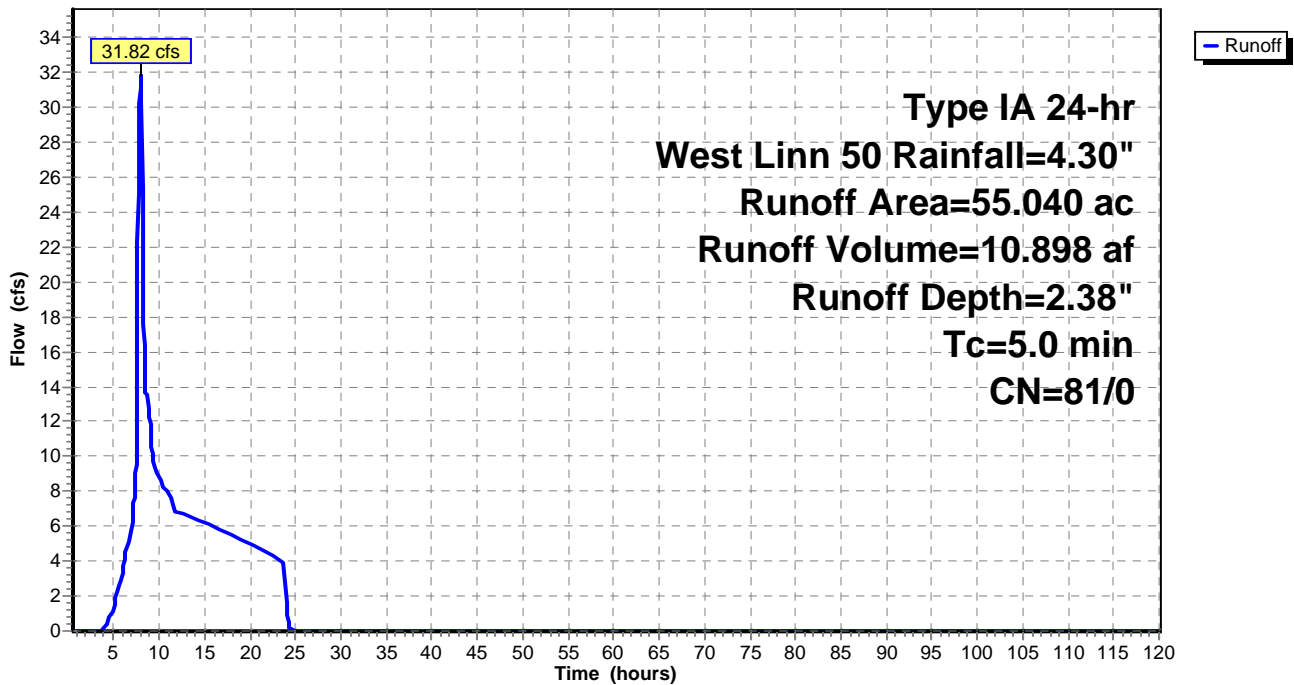 31.82 cfs
Runoff
Type IA 24-hr
West Linn 50 Rainfall=4.30"
Runoff Area=55.040 ac
Runoff Volume=10.898 af
Runoff Depth=2.38"
Tc=5.0 min
CN=81/0
Flow (cfs)
34
32
30
28
26
24
22
20
18
16
14
12
10
8
6
4
2
0
5 10 15 20 25 30 35 40 45 50 55 60 65 70 75 80 85 90 95 100 105 110 115 120
Time (hours)